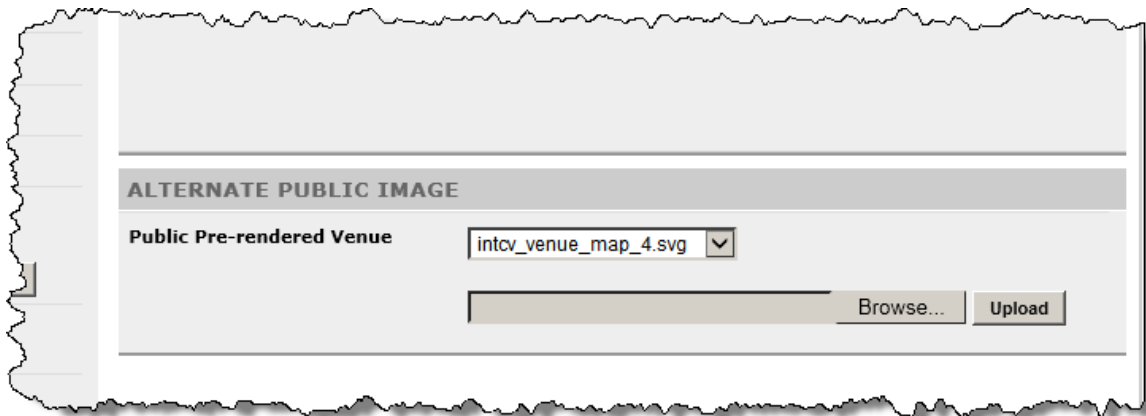 ALTERNATE PUBLIC IMAGE
Public Pre-rendered Venue
intcv_venue_map_4.svg
Browse... Upload